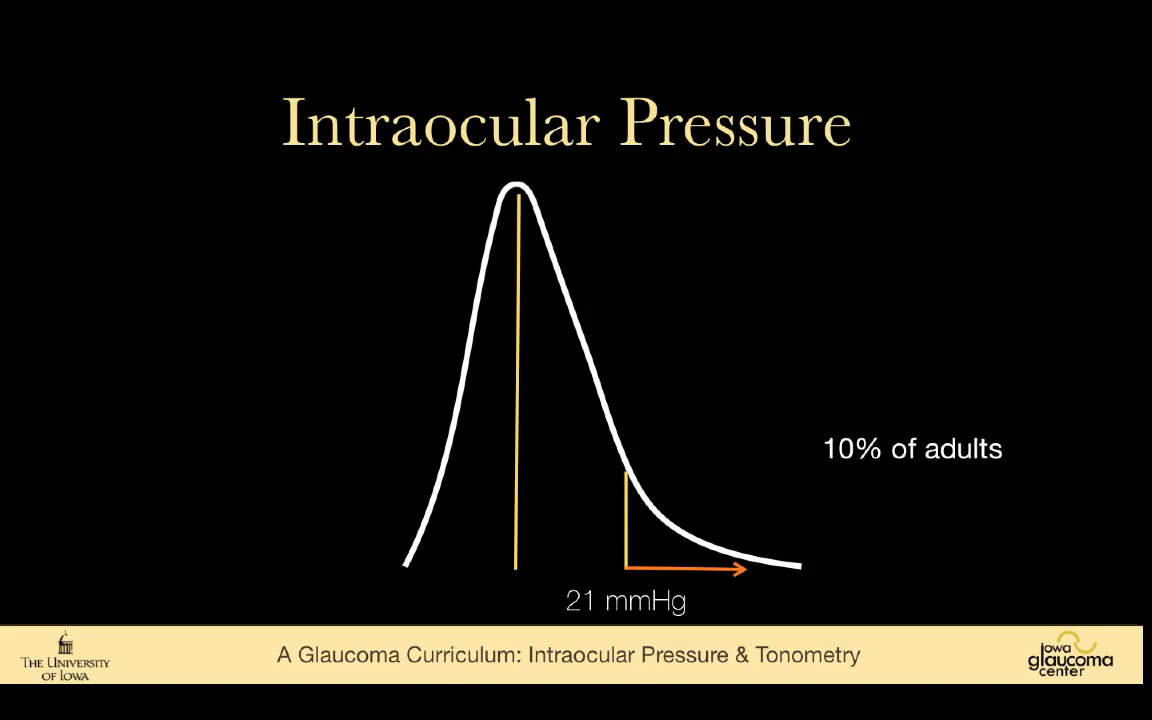 Intraocular Pressure
10% of adults
21 mmHg
THE UNIVERSITY
OF IOWA
A Glaucoma Curriculum: Intraocular Pressure & Tonometry
iowa
glaucoma
center